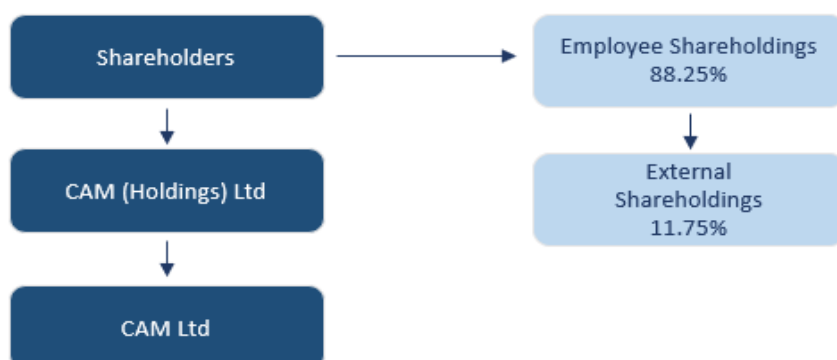 Shareholders
Employee Shareholdings
88.25%
CAM (Holdings) Ltd
External
Shareholdings
11.75%
CAM Ltd